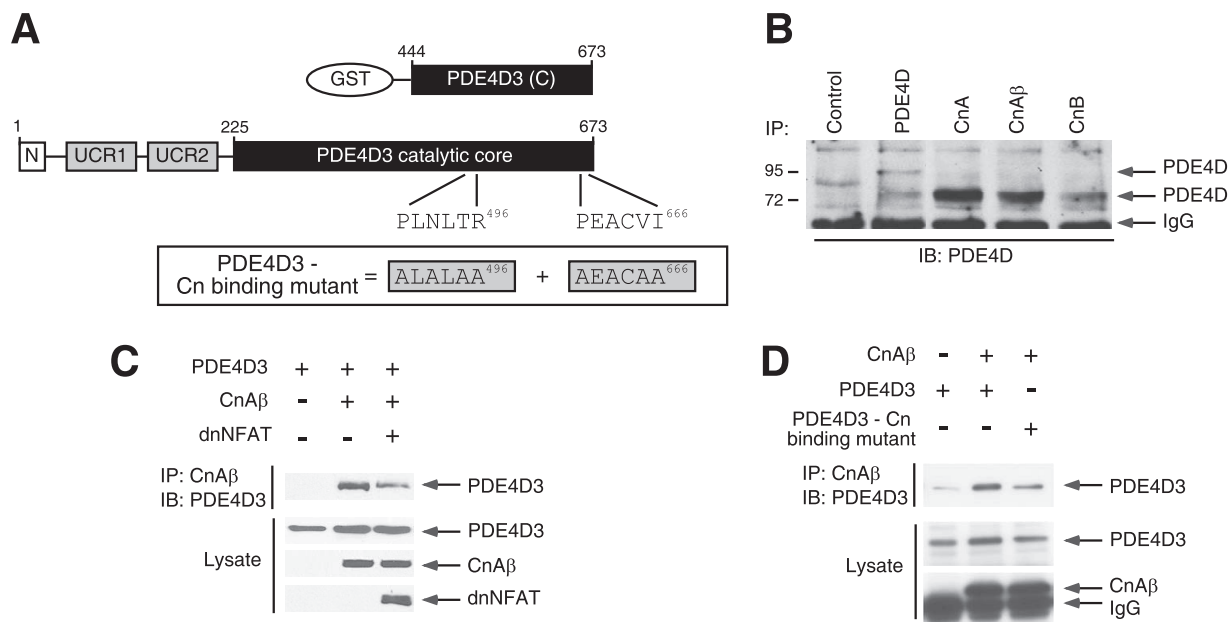 A
444 673
GST PDE4D3 (C)
1 225 673
N UCR1 UCR2 PDE4D3 catalytic core
PLNLTR496 PEACVI666
PDE4D3 -
Cn binding mutant = ALALAA496 + AEACAA666
B
IP: Control PDE4D CnA CnAβ CnB
95 PDE4D
72 PDE4D
IgG
IB: PDE4D
C
PDE4D3 + + +
CnAβ - + +
dnNFAT - - +
IP: CnAβ
IB: PDE4D3
PDE4D3
Lysate
PDE4D3
CnAβ
dnNFAT
D
CnAβ - + +
PDE4D3 + + -
PDE4D3 - Cn
binding mutant - - +
IP: CnAβ
IB: PDE4D3
PDE4D3
Lysate
PDE4D3
CnAβ
IgG